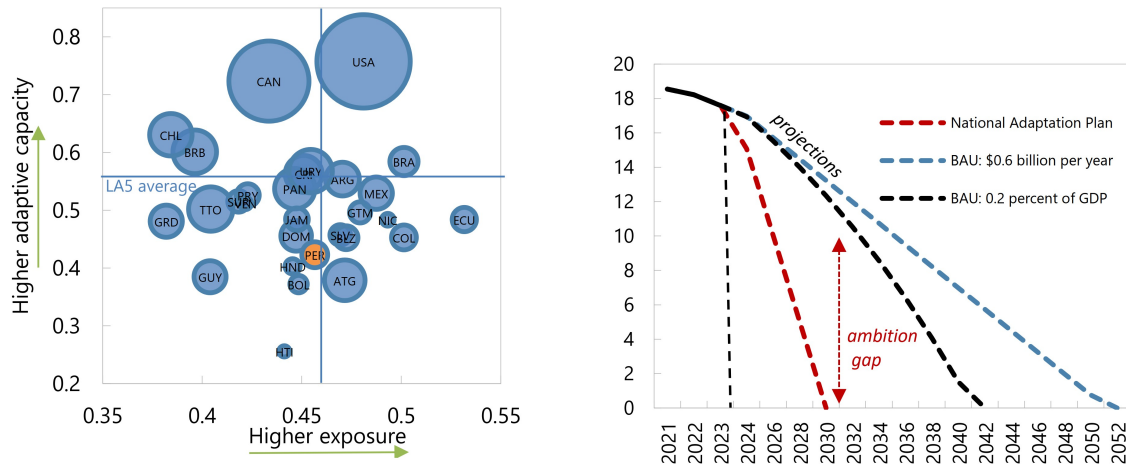 0.8
0.7
0.6
0.5
0.4
0.3
0.2
Higher adaptive capacity
USA
CAN
CHL
BRB
BRA
URY
LA5 average
PAN
ARG
MEX
PRY
SUR
VEN
TTO
GTM
GRD
JAM
NIC
ECU
DOM
SLV
BLZ
COL
PER
HND
GUY
BOL
ATG
HTI
0.35
0.4
0.45
0.5
0.55
Higher exposure
20
18
16
14
12
10
8
6
4
2
0
projections
National Adaptation Plan
BAU: $0.6 billion per year
BAU: 0.2 percent of GDP
ambition
gap
2021
2022
2023
2024
2026
2028
2030
2032
2034
2036
2038
2040
2042
2044
2046
2048
2050
2052